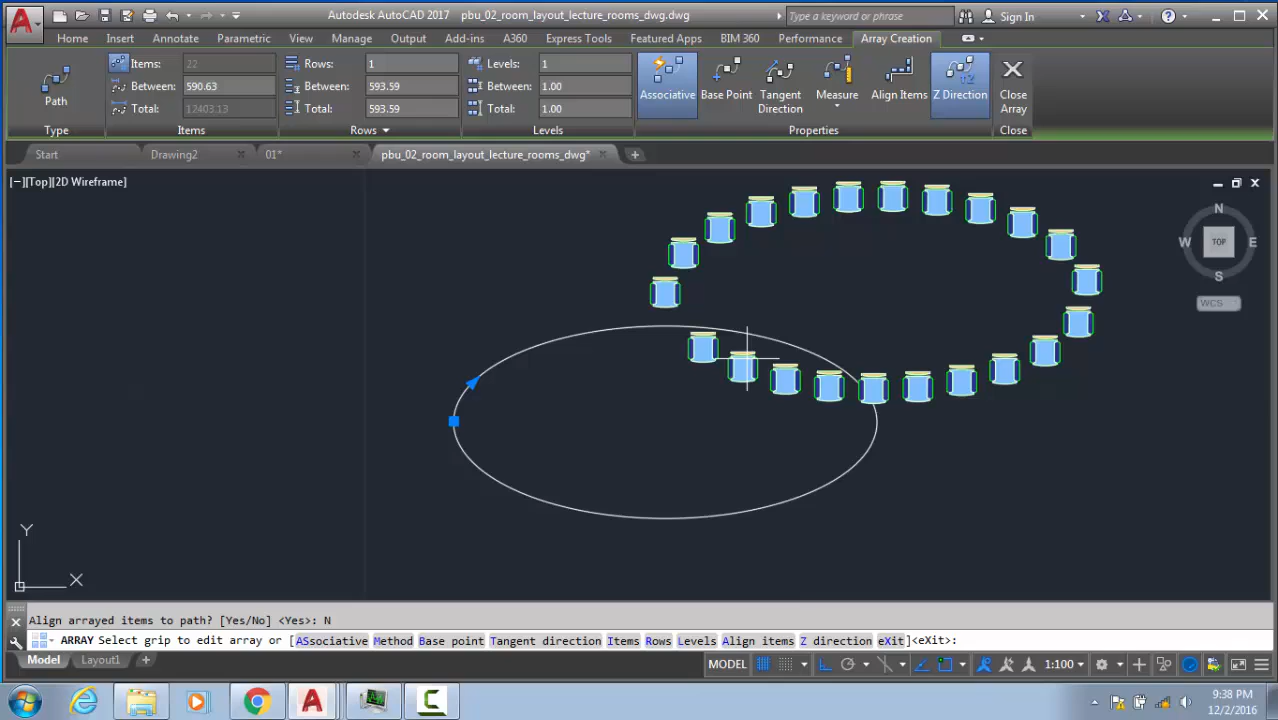 Autodesk AutoCAD 2017 pbu_02_room_layout_lecture_rooms_dwg.dwg
Type a keyword or phrase
Sign In
Home Insert Annotate Parametric View Manage Output Add-ins A360 Express Tools Featured Apps BIM 360 Performance Array Creation
Path
Type
Items: 22
Between: 590.63
Total: 12403.13
Items
Rows: 1
Between: 593.59
Total: 593.59
Rows
Levels: 1
Between: 1.00
Total: 1.00
Levels
Associative
Base Point
Tangent Direction
Measure
Align Items
Z Direction
Properties
Close Array
Close
Start Drawing2 01* pbu_02_room_layout_lecture_rooms_dwg*
[−][Top][2D Wireframe]
N
W TOP E
S
WCS
Y
X
Align arrayed items to path? [Yes/No] <Yes>: N
ARRAY Select grip to edit array or [ASsociative Method Base point Tangent direction Items Rows Levels Align items Z direction eXit]<eXit>:
Model Layout1
MODEL 1:100
9:38 PM
12/2/2016